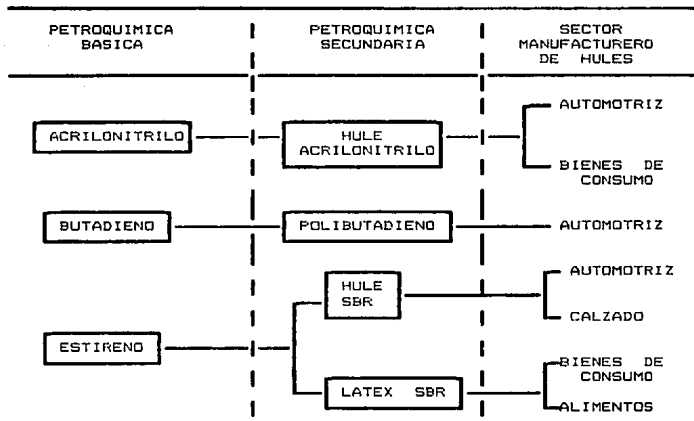 PETROQUIMICA
BASICA
PETROQUIMICA
SECUNDARIA
SECTOR
MANUFACTURERO
DE HULES
ACRILONITRILO
HULE
ACRILONITRILO
AUTOMOTRIZ
BIENES DE
CONSUMO
BUTADIENO
POLIBUTADIENO
AUTOMOTRIZ
HULE
SBR
AUTOMOTRIZ
CALZADO
ESTIRENO
LATEX SBR
BIENES DE
CONSUMO
ALIMENTOS